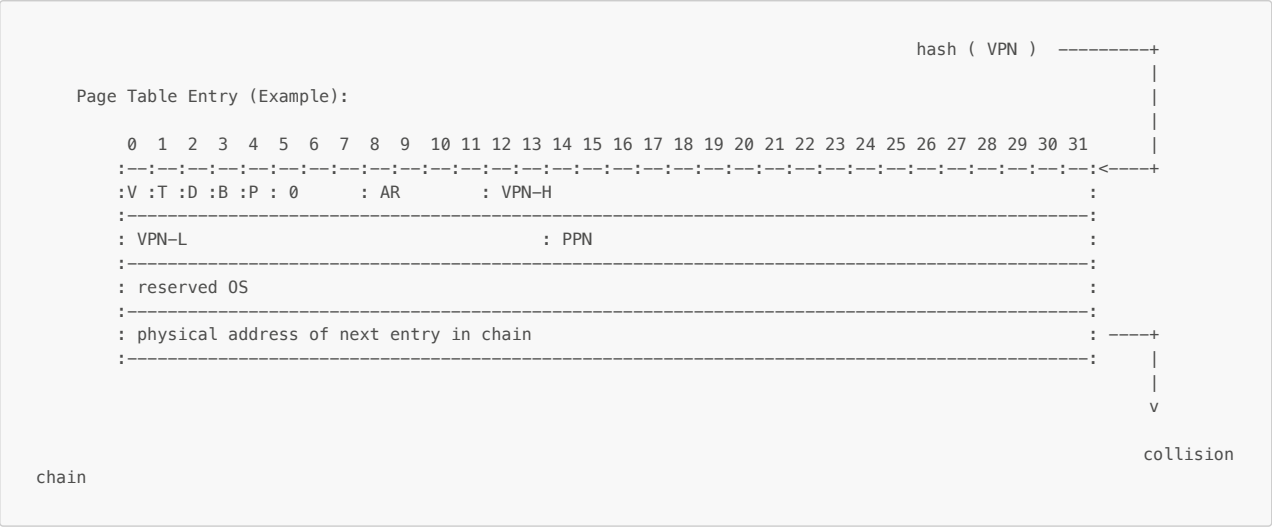 hash ( VPN ) ---------+
|
Page Table Entry (Example): |
|
0 1 2 3 4 5 6 7 8 9 10 11 12 13 14 15 16 17 18 19 20 21 22 23 24 25 26 27 28 29 30 31 |
:--:--:--:--:--:--:--:--:--:--:--:--:--:--:--:--:--:--:--:--:--:--:--:--:--:--:--:--:--:--:--:--:<----+
:V :T :D :B :P : 0 : AR : VPN-H :
:-----------------------------------------------------------------------------------------------:
: VPN-L : PPN :
:-----------------------------------------------------------------------------------------------:
: reserved OS :
:-----------------------------------------------------------------------------------------------:
: physical address of next entry in chain : ----+
:-----------------------------------------------------------------------------------------------: |
|
v
collision
chain